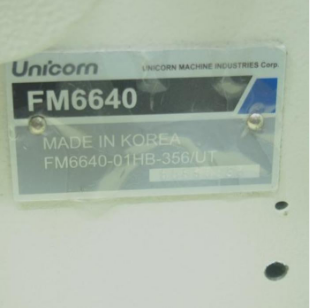 Unicorn UNICORN MACHINE INDUSTRIES Corp.
FM6640
MADE IN KOREA
FM6640-01HB-356/UT